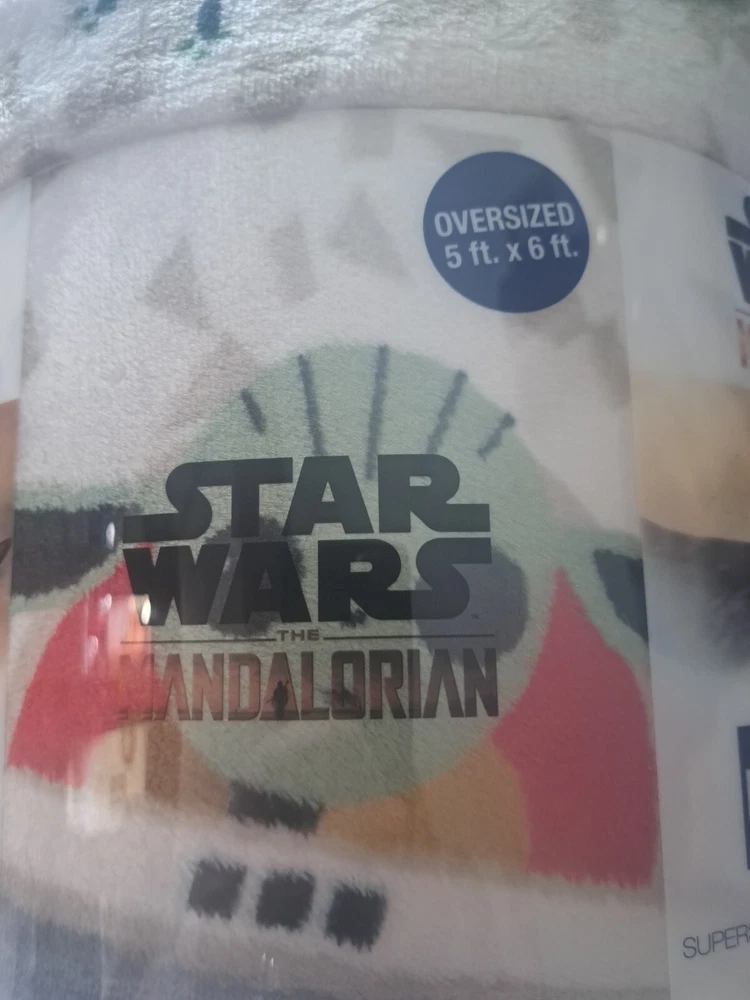 OVERSIZED
5 ft. x 6 ft.
STAR
WARS
THE
MANDALORIAN